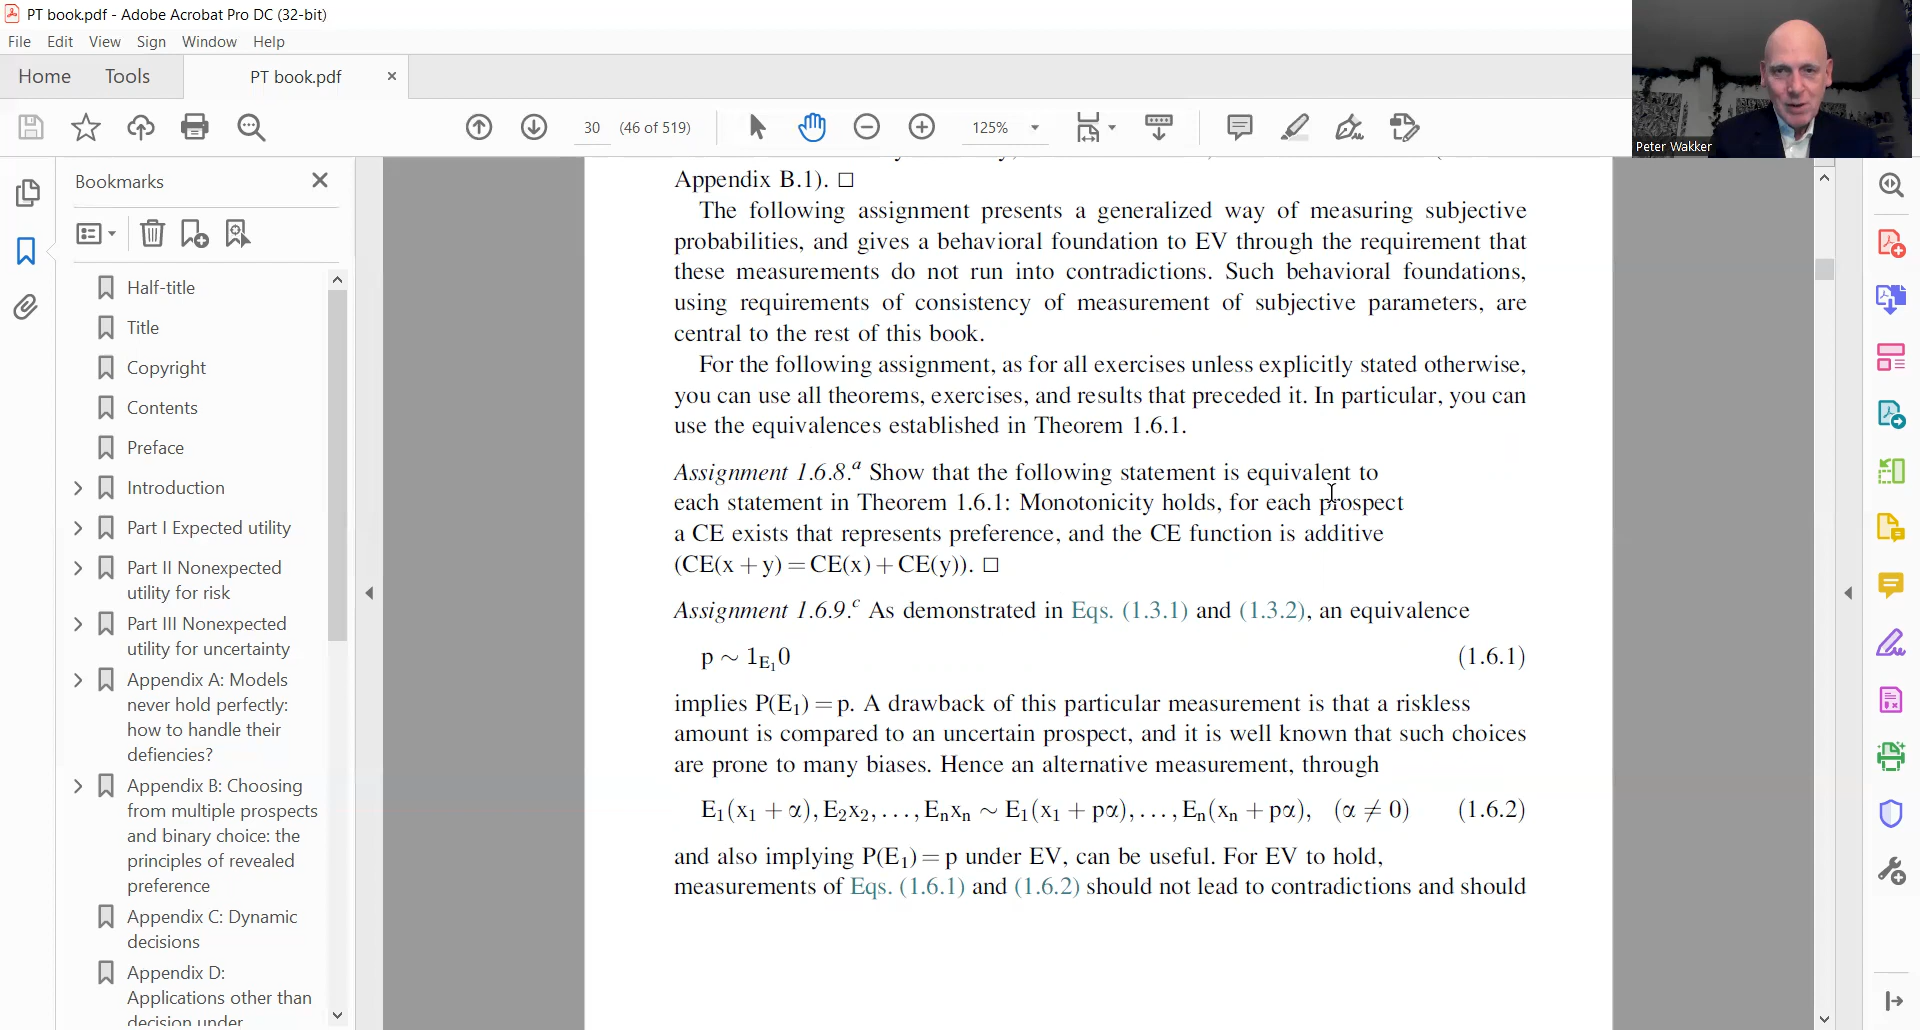 PT book.pdf - Adobe Acrobat Pro DC (32-bit)
File Edit View Sign Window Help
Home Tools PT book.pdf ×
30 (46 of 519) 125%
Peter Wakker
Bookmarks
Half-title
Title
Copyright
Contents
Preface
Introduction
Part I Expected utility
Part II Nonexpected
utility for risk
Part III Nonexpected
utility for uncertainty
Appendix A: Models
never hold perfectly:
how to handle their
defiencies?
Appendix B: Choosing
from multiple prospects
and binary choice: the
principles of revealed
preference
Appendix C: Dynamic
decisions
Appendix D:
Applications other than
decision under
Appendix B.1). □
The following assignment presents a generalized way of measuring subjective
probabilities, and gives a behavioral foundation to EV through the requirement that
these measurements do not run into contradictions. Such behavioral foundations,
using requirements of consistency of measurement of subjective parameters, are
central to the rest of this book.
For the following assignment, as for all exercises unless explicitly stated otherwise,
you can use all theorems, exercises, and results that preceded it. In particular, you can
use the equivalences established in Theorem 1.6.1.
Assignment 1.6.8.ᵃ Show that the following statement is equivalent to
each statement in Theorem 1.6.1: Monotonicity holds, for each prospect
a CE exists that represents preference, and the CE function is additive
(CE(x + y) = CE(x) + CE(y)). □
Assignment 1.6.9.ᶜ As demonstrated in Eqs. (1.3.1) and (1.3.2), an equivalence
p ~ 1E₁0 (1.6.1)
implies P(E₁) = p. A drawback of this particular measurement is that a riskless
amount is compared to an uncertain prospect, and it is well known that such choices
are prone to many biases. Hence an alternative measurement, through
E₁(x₁ + α), E₂x₂, . . . , Eₙxₙ ~ E₁(x₁ + pα), . . . , Eₙ(xₙ + pα), (α ≠ 0) (1.6.2)
and also implying P(E₁) = p under EV, can be useful. For EV to hold,
measurements of Eqs. (1.6.1) and (1.6.2) should not lead to contradictions and should